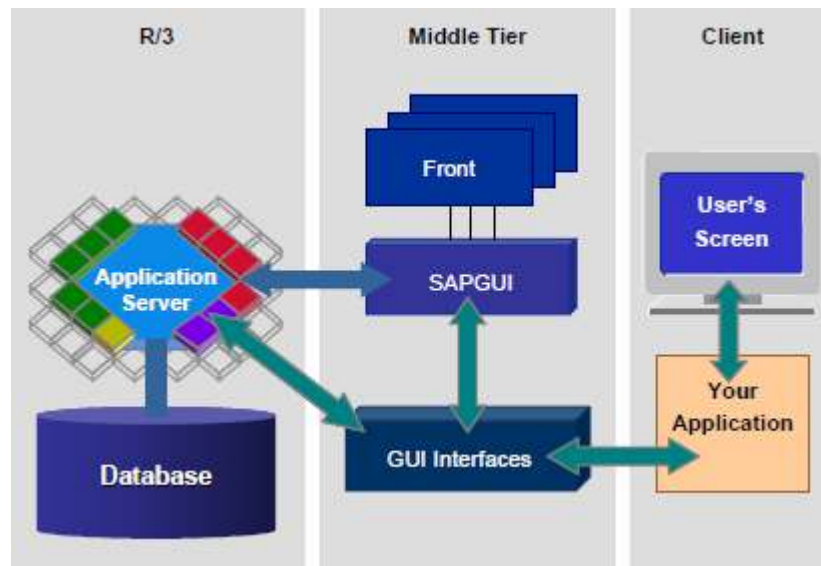 R/3
Middle Tier
Client
Front
User's
Screen
Application
Server
SAPGUI
Your
Application
Database
GUI Interfaces